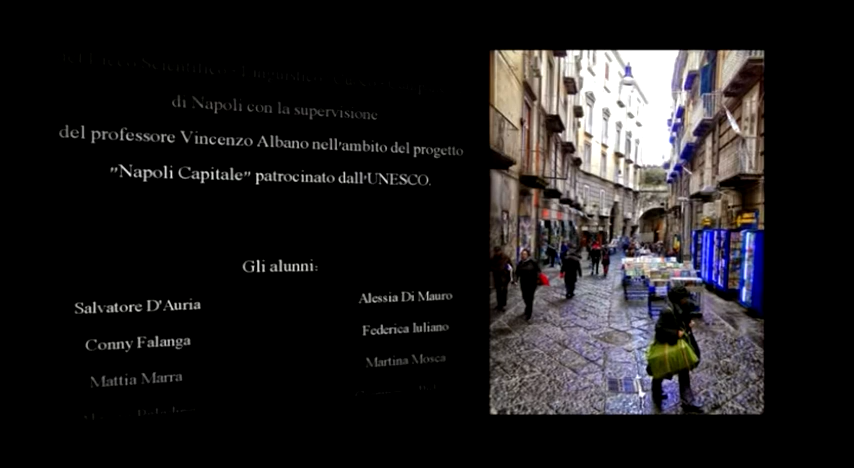 di Napoli con la supervisione
del professore Vincenzo Albano nell'ambito del progetto
"Napoli Capitale" patrocinato dall'UNESCO.
Gli alunni:
Salvatore D'Auria
Conny Falanga
Mattia Marra
Alessia Di Mauro
Federica Iuliano
Martina Mosca